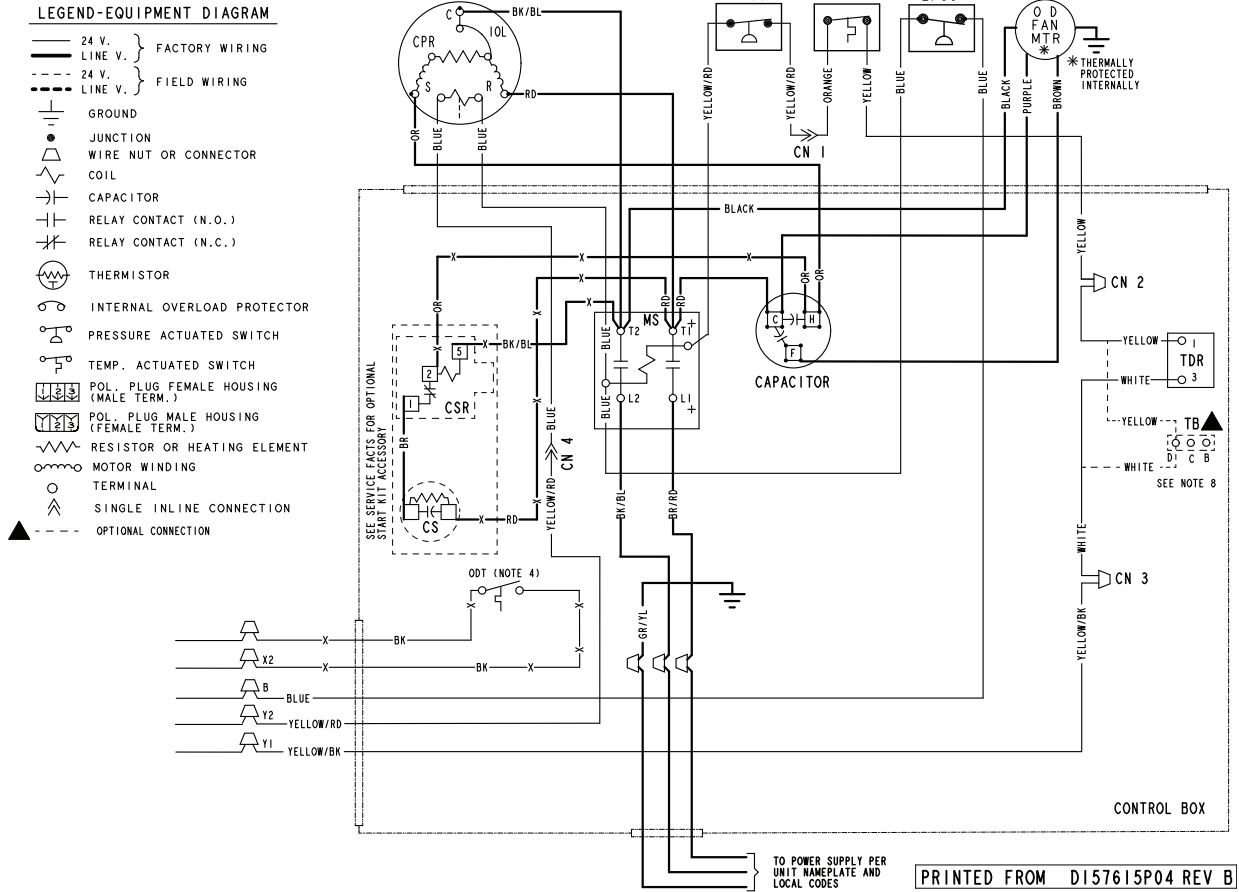 LEGEND-EQUIPMENT DIAGRAM
24 V.
LINE V.
FACTORY WIRING
24 V.
LINE V.
FIELD WIRING
GROUND
JUNCTION
WIRE NUT OR CONNECTOR
COIL
CAPACITOR
RELAY CONTACT (N.O.)
RELAY CONTACT (N.C.)
THERMISTOR
INTERNAL OVERLOAD PROTECTOR
PRESSURE ACTUATED SWITCH
TEMP. ACTUATED SWITCH
1 2 3
POL. PLUG FEMALE HOUSING
(MALE TERM.)
1 2 3
POL. PLUG MALE HOUSING
(FEMALE TERM.)
RESISTOR OR HEATING ELEMENT
MOTOR WINDING
TERMINAL
SINGLE INLINE CONNECTION
OPTIONAL CONNECTION
C
IOL
CPR
S
R
BK/BL
RD
OR
BLUE
BLUE
YELLOW/RD
YELLOW/RD
ORANGE
YELLOW
CN 1
BLUE
BLUE
O D
FAN
MTR
*
* THERMALLY
PROTECTED
INTERNALLY
BLACK
PURPLE
BROWN
BLACK
YELLOW
CN 2
X
X
X
OR
OR
OR
X
X
X
X
RD
RD
MS
T2
T1
+
BLUE
BLUE
L2
L1
+
C
H
F
CAPACITOR
YELLOW
1
TDR
WHITE
3
YELLOW
TB
D C B
WHITE
SEE NOTE 8
5
X
BK/BL
2
1
CSR
BR
CS
X
RD
X
X
SEE SERVICE FACTS FOR OPTIONAL
START KIT ACCESSORY
BLUE
CN 4
YELLOW/RD
BK/BL
BR/RD
WHITE
CN 3
YELLOW/BK
ODT (NOTE 4)
X
X
X
GR/YL
X
BK
X2
X
BK
X
B
BLUE
Y2
YELLOW/RD
Y1
YELLOW/BK
CONTROL BOX
TO POWER SUPPLY PER
UNIT NAMEPLATE AND
LOCAL CODES
PRINTED FROM D157615P04 REV B